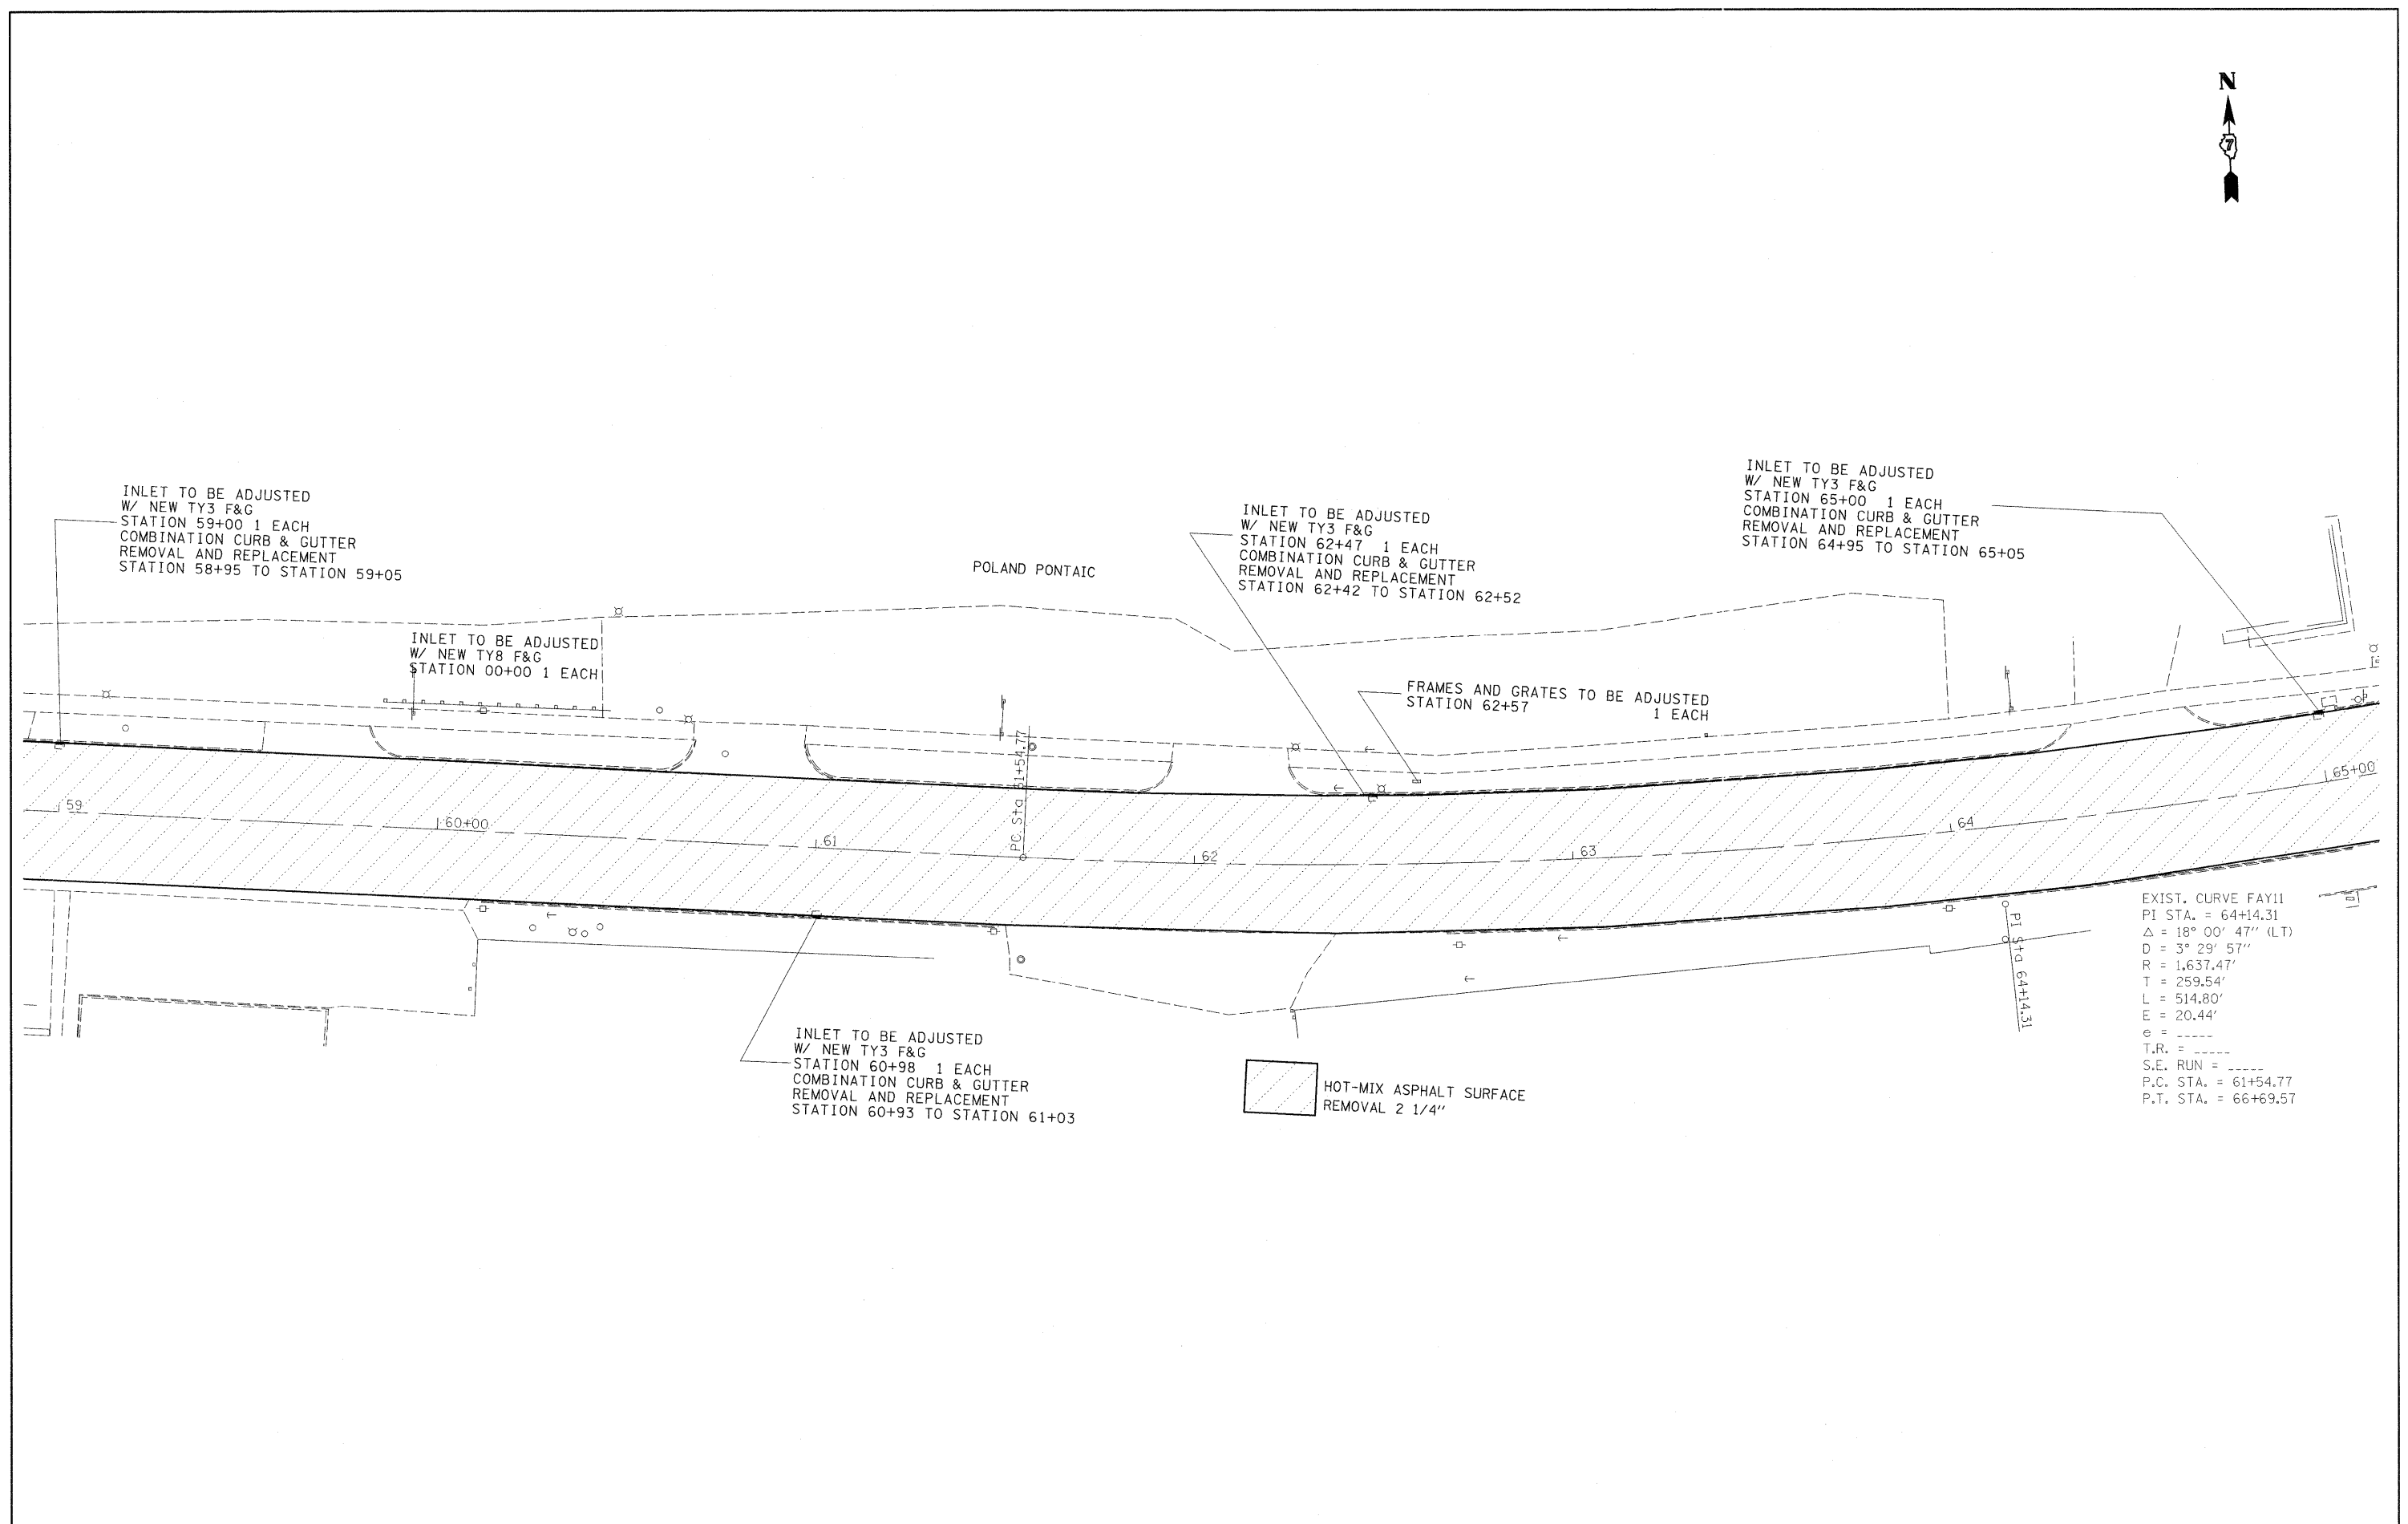 N
7
INLET TO BE ADJUSTED
W/ NEW TY3 F&G
STATION 59+00 1 EACH
COMBINATION CURB & GUTTER
REMOVAL AND REPLACEMENT
STATION 58+95 TO STATION 59+05
INLET TO BE ADJUSTED
W/ NEW TY8 F&G
STATION 00+00 1 EACH
POLAND PONTAIC
INLET TO BE ADJUSTED
W/ NEW TY3 F&G
STATION 62+47 1 EACH
COMBINATION CURB & GUTTER
REMOVAL AND REPLACEMENT
STATION 62+42 TO STATION 62+52
FRAMES AND GRATES TO BE ADJUSTED
STATION 62+57 1 EACH
INLET TO BE ADJUSTED
W/ NEW TY3 F&G
STATION 65+00 1 EACH
COMBINATION CURB & GUTTER
REMOVAL AND REPLACEMENT
STATION 64+95 TO STATION 65+05
59
60+00
61
PC Sta 61+54.77
62
63
64
65+00
PI Sta 64+14.31
INLET TO BE ADJUSTED
W/ NEW TY3 F&G
STATION 60+98 1 EACH
COMBINATION CURB & GUTTER
REMOVAL AND REPLACEMENT
STATION 60+93 TO STATION 61+03
HOT-MIX ASPHALT SURFACE
REMOVAL 2 1/4"
EXIST. CURVE FAY11
PI STA. = 64+14.31
△ = 18° 00' 47" (LT)
D = 3° 29' 57"
R = 1,637.47'
T = 259.54'
L = 514.80'
E = 20.44'
e = -----
T.R. = -----
S.E. RUN = -----
P.C. STA. = 61+54.77
P.T. STA. = 66+69.57